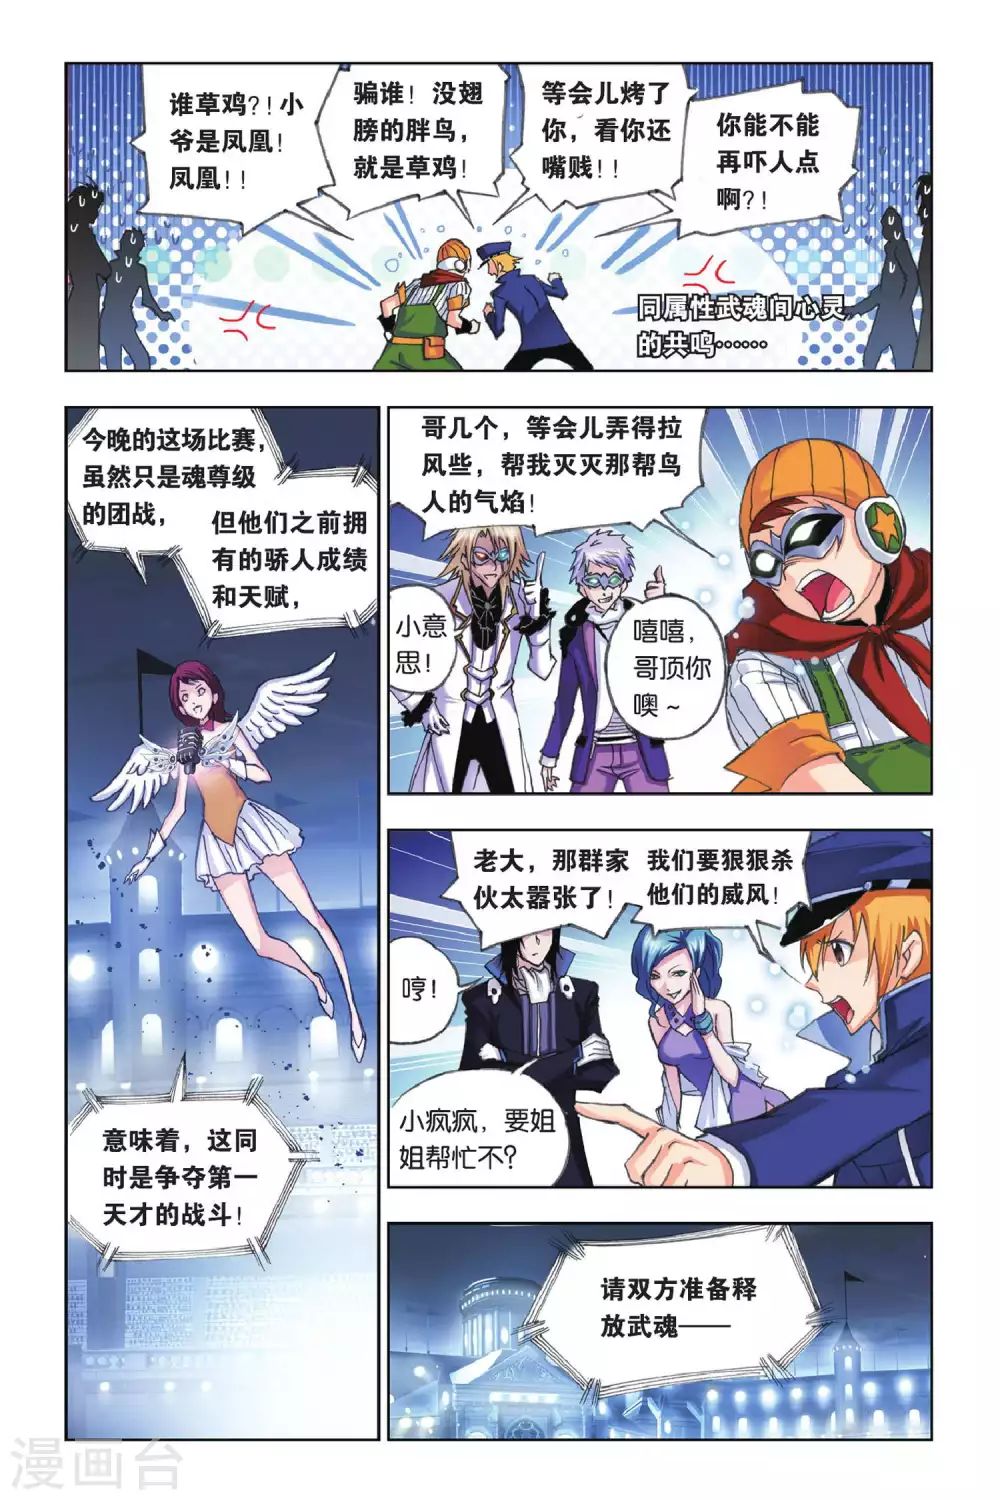 谁草鸡?!小
爷是凤凰!
凤凰!!
骗谁!没翅
膀的胖鸟,
就是草鸡!
等会儿烤了
你,看你还
嘴贱!!
你能不能
再吓人点
啊?!
同属性武魂间心灵
的共鸣……
今晚的这场比赛,
虽然只是魂尊级
的团战,
但他们之前拥
有的骄人成绩
和天赋,
意味着,这同
时是争夺第一
天才的战斗!
哥几个,等会儿弄得拉
风些,帮我灭灭那帮鸟
人的气焰!
小意
思!
嘻嘻,
哥顶你
噢~
老大,那群家
伙太嚣张了!
我们要狠狠杀
他们的威风!
哼!
小疯疯,要姐
姐帮忙不?
请双方准备释
放武魂——
漫画台